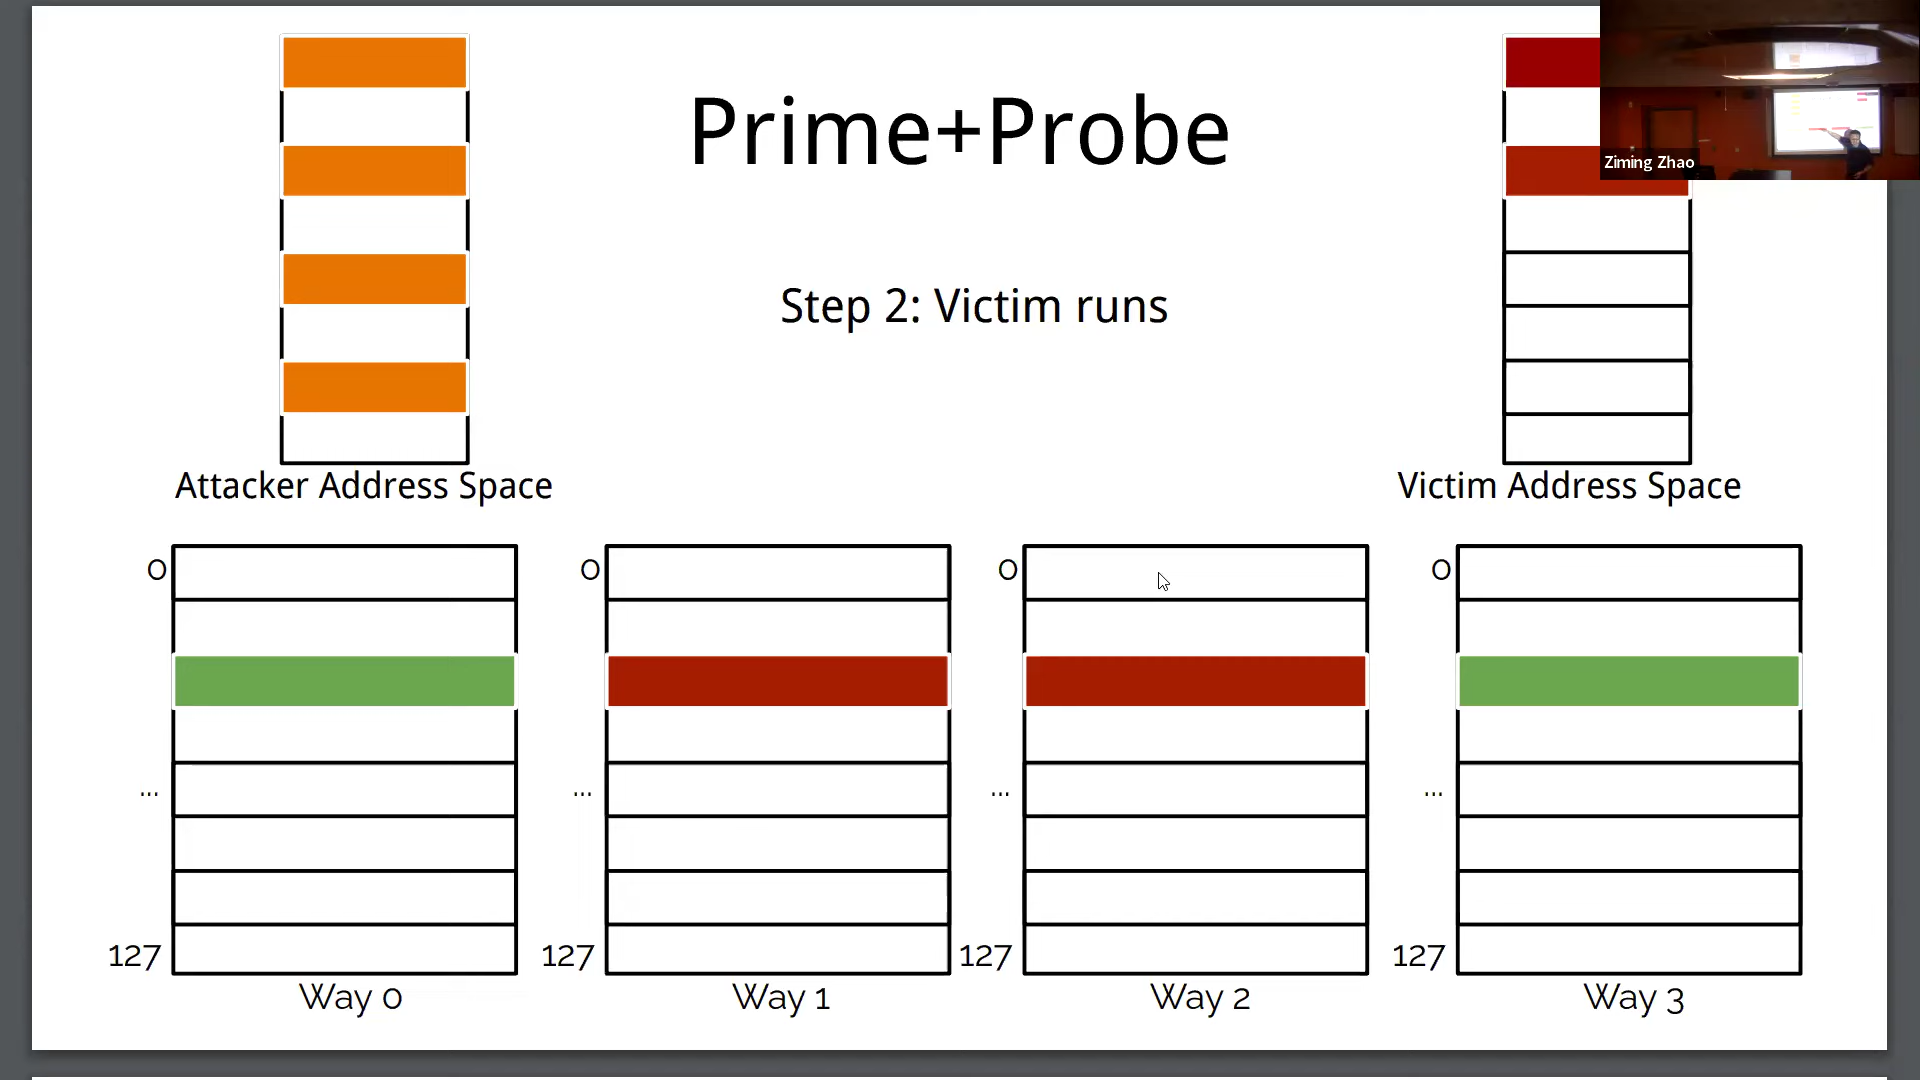 Prime+Probe
Ziming Zhao
Step 2: Victim runs
Attacker Address Space
Victim Address Space
0
0
0
0
...
...
...
...
127
127
127
127
Way 0
Way 1
Way 2
Way 3